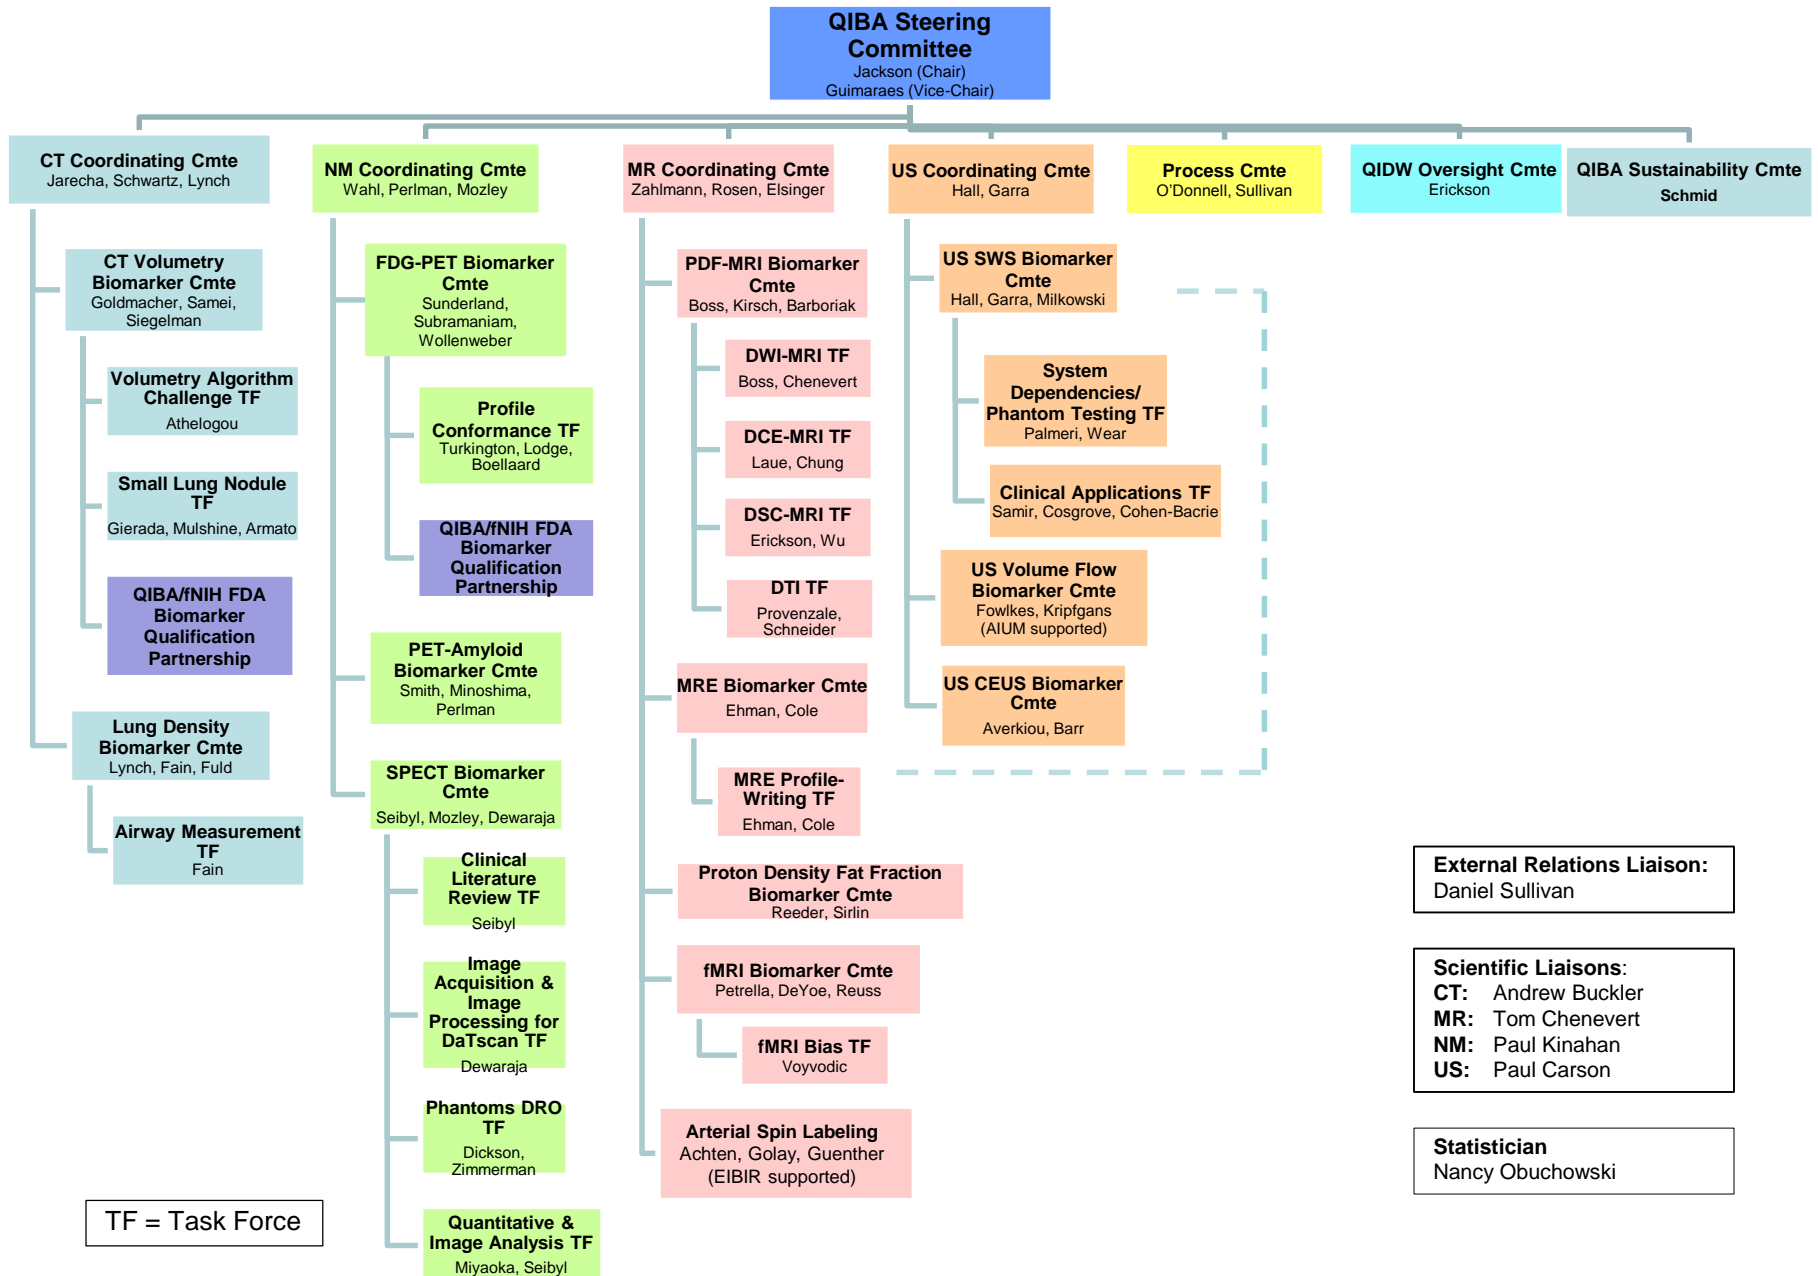 QIBA Steering
Committee
Jackson (Chair)
Guimaraes (Vice-Chair)
CT Coordinating Cmte
Jarecha, Schwartz, Lynch
NM Coordinating Cmte
Wahl, Perlman, Mozley
MR Coordinating Cmte
Zahlmann, Rosen, Elsinger
US Coordinating Cmte
Hall, Garra
Process Cmte
O'Donnell, Sullivan
QIDW Oversight Cmte
Erickson
QIBA Sustainability Cmte
Schmid
CT Volumetry
Biomarker Cmte
Goldmacher, Samei,
Siegelman
Volumetry Algorithm
Challenge TF
Athelogou
Small Lung Nodule
TF
Gierada, Mulshine, Armato
QIBA/fNIH FDA
Biomarker
Qualification
Partnership
Lung Density
Biomarker Cmte
Lynch, Fain, Fuld
Airway Measurement
TF
Fain
FDG-PET Biomarker
Cmte
Sunderland,
Subramaniam,
Wollenweber
Profile
Conformance TF
Turkington, Lodge,
Boellaard
QIBA/fNIH FDA
Biomarker
Qualification
Partnership
PET-Amyloid
Biomarker Cmte
Smith, Minoshima,
Perlman
SPECT Biomarker
Cmte
Seibyl, Mozley, Dewaraja
Clinical
Literature
Review TF
Seibyl
Image
Acquisition &
Image
Processing for
DaTscan TF
Dewaraja
Phantoms DRO
TF
Dickson,
Zimmerman
Quantitative &
Image Analysis TF
Miyaoka, Seibyl
PDF-MRI Biomarker
Cmte
Boss, Kirsch, Barboriak
DWI-MRI TF
Boss, Chenevert
DCE-MRI TF
Laue, Chung
DSC-MRI TF
Erickson, Wu
DTI TF
Provenzale,
Schneider
MRE Biomarker Cmte
Ehman, Cole
MRE Profile-
Writing TF
Ehman, Cole
Proton Density Fat Fraction
Biomarker Cmte
Reeder, Sirlin
fMRI Biomarker Cmte
Petrella, DeYoe, Reuss
fMRI Bias TF
Voyvodic
Arterial Spin Labeling
Achten, Golay, Guenther
(EIBIR supported)
US SWS Biomarker
Cmte
Hall, Garra, Milkowski
System
Dependencies/
Phantom Testing TF
Palmeri, Wear
Clinical Applications TF
Samir, Cosgrove, Cohen-Bacrie
US Volume Flow
Biomarker Cmte
Fowlkes, Kripfgans
(AIUM supported)
US CEUS Biomarker
Cmte
Averkiou, Barr
External Relations Liaison:
Daniel Sullivan
Scientific Liaisons:
CT: Andrew Buckler
MR: Tom Chenevert
NM: Paul Kinahan
US: Paul Carson
Statistician
Nancy Obuchowski
TF = Task Force